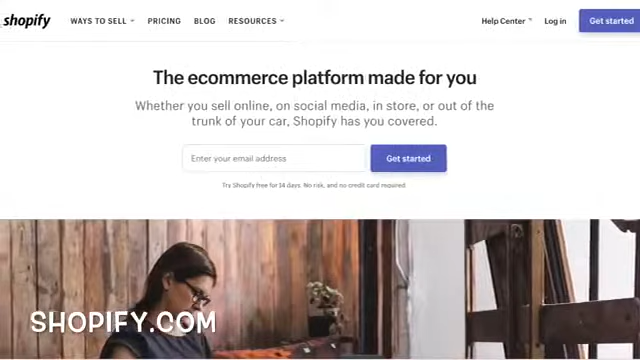 shopify WAYS TO SELL PRICING BLOG RESOURCES Help Center Log in Get started
The ecommerce platform made for you
Whether you sell online, on social media, in store, or out of the
trunk of your car, Shopify has you covered.
Enter your email address Get started
Try Shopify free for 14 days. No risk, and no credit card required.
SHOPIFY.COM